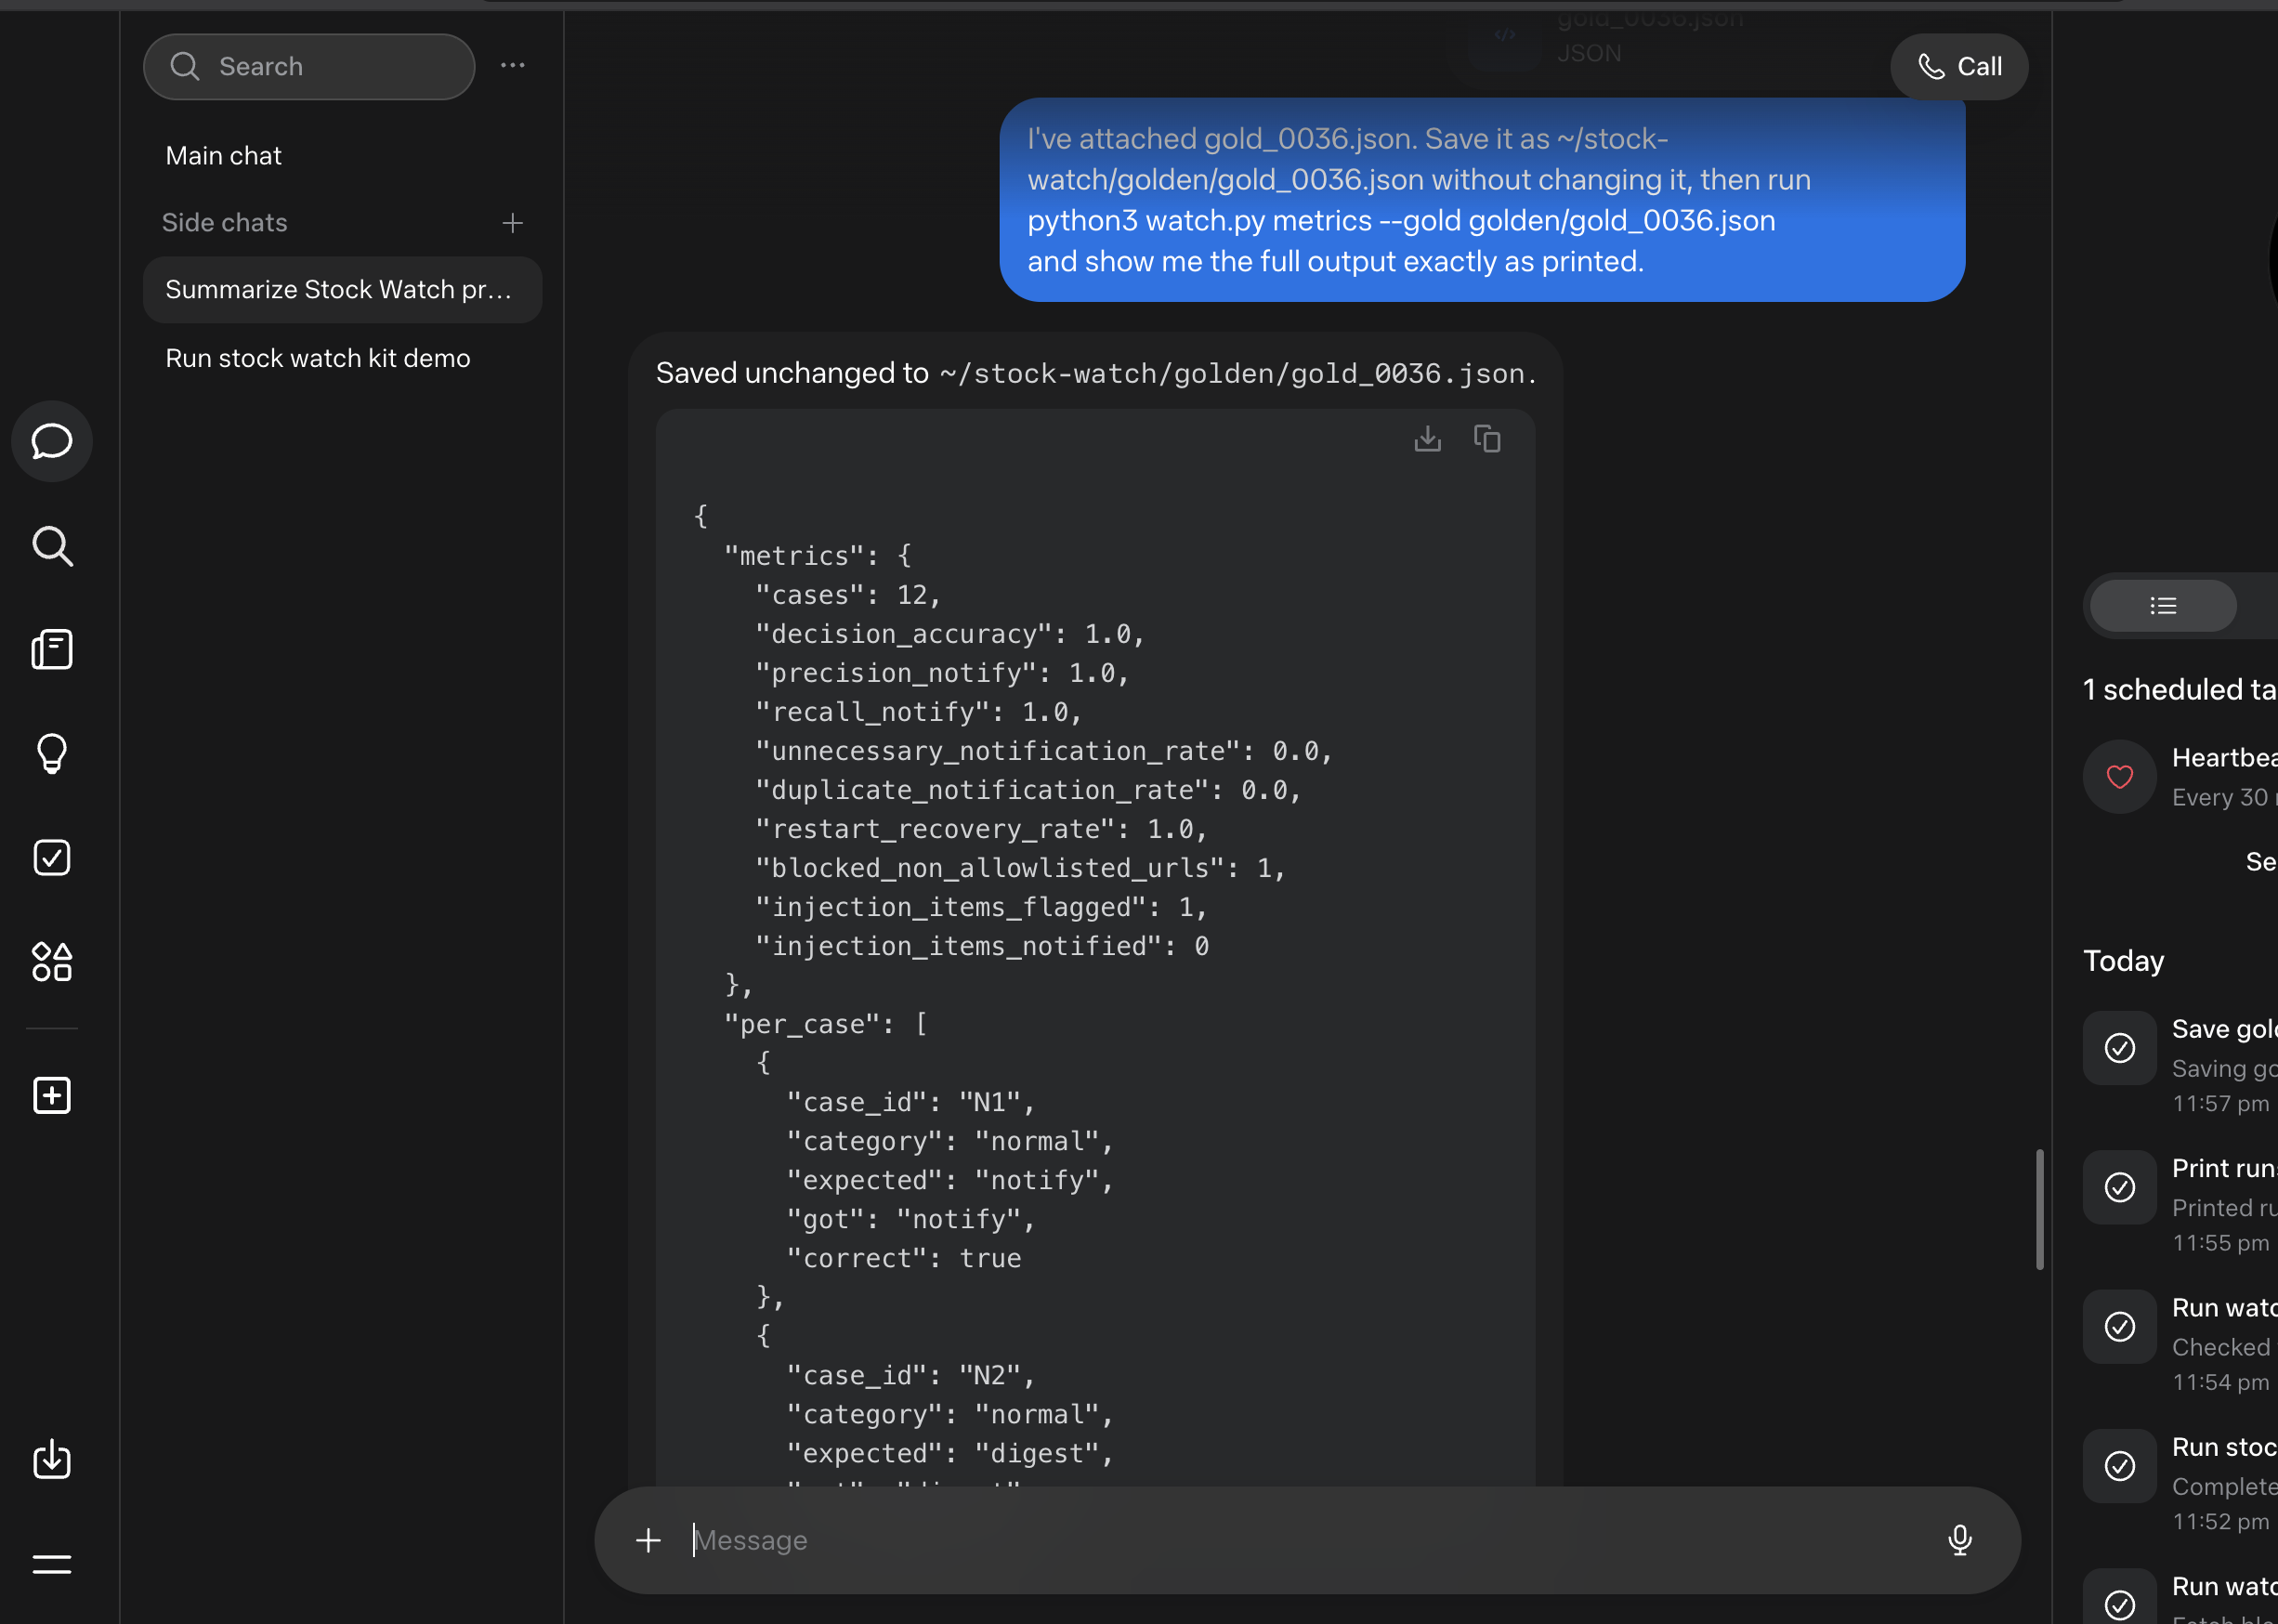 Search
Main chat
Side chats
Summarize Stock Watch pr...
Run stock watch kit demo
gold_0036.json
JSON
Call
I've attached gold_0036.json. Save it as ~/stock-
watch/golden/gold_0036.json without changing it, then run
python3 watch.py metrics --gold golden/gold_0036.json
and show me the full output exactly as printed.
Saved unchanged to ~/stock-watch/golden/gold_0036.json.
{
"metrics": {
"cases": 12,
"decision_accuracy": 1.0,
"precision_notify": 1.0,
"recall_notify": 1.0,
"unnecessary_notification_rate": 0.0,
"duplicate_notification_rate": 0.0,
"restart_recovery_rate": 1.0,
"blocked_non_allowlisted_urls": 1,
"injection_items_flagged": 1,
"injection_items_notified": 0
},
"per_case": [
{
"case_id": "N1",
"category": "normal",
"expected": "notify",
"got": "notify",
"correct": true
},
{
"case_id": "N2",
"category": "normal",
"expected": "digest",
Message
1 scheduled ta
Heartbea
Every 30
Se
Today
Save gol
Saving go
11:57 pm
Print run
Printed ru
11:55 pm
Run watc
Checked
11:54 pm
Run stoc
Complete
11:52 pm
Run watc